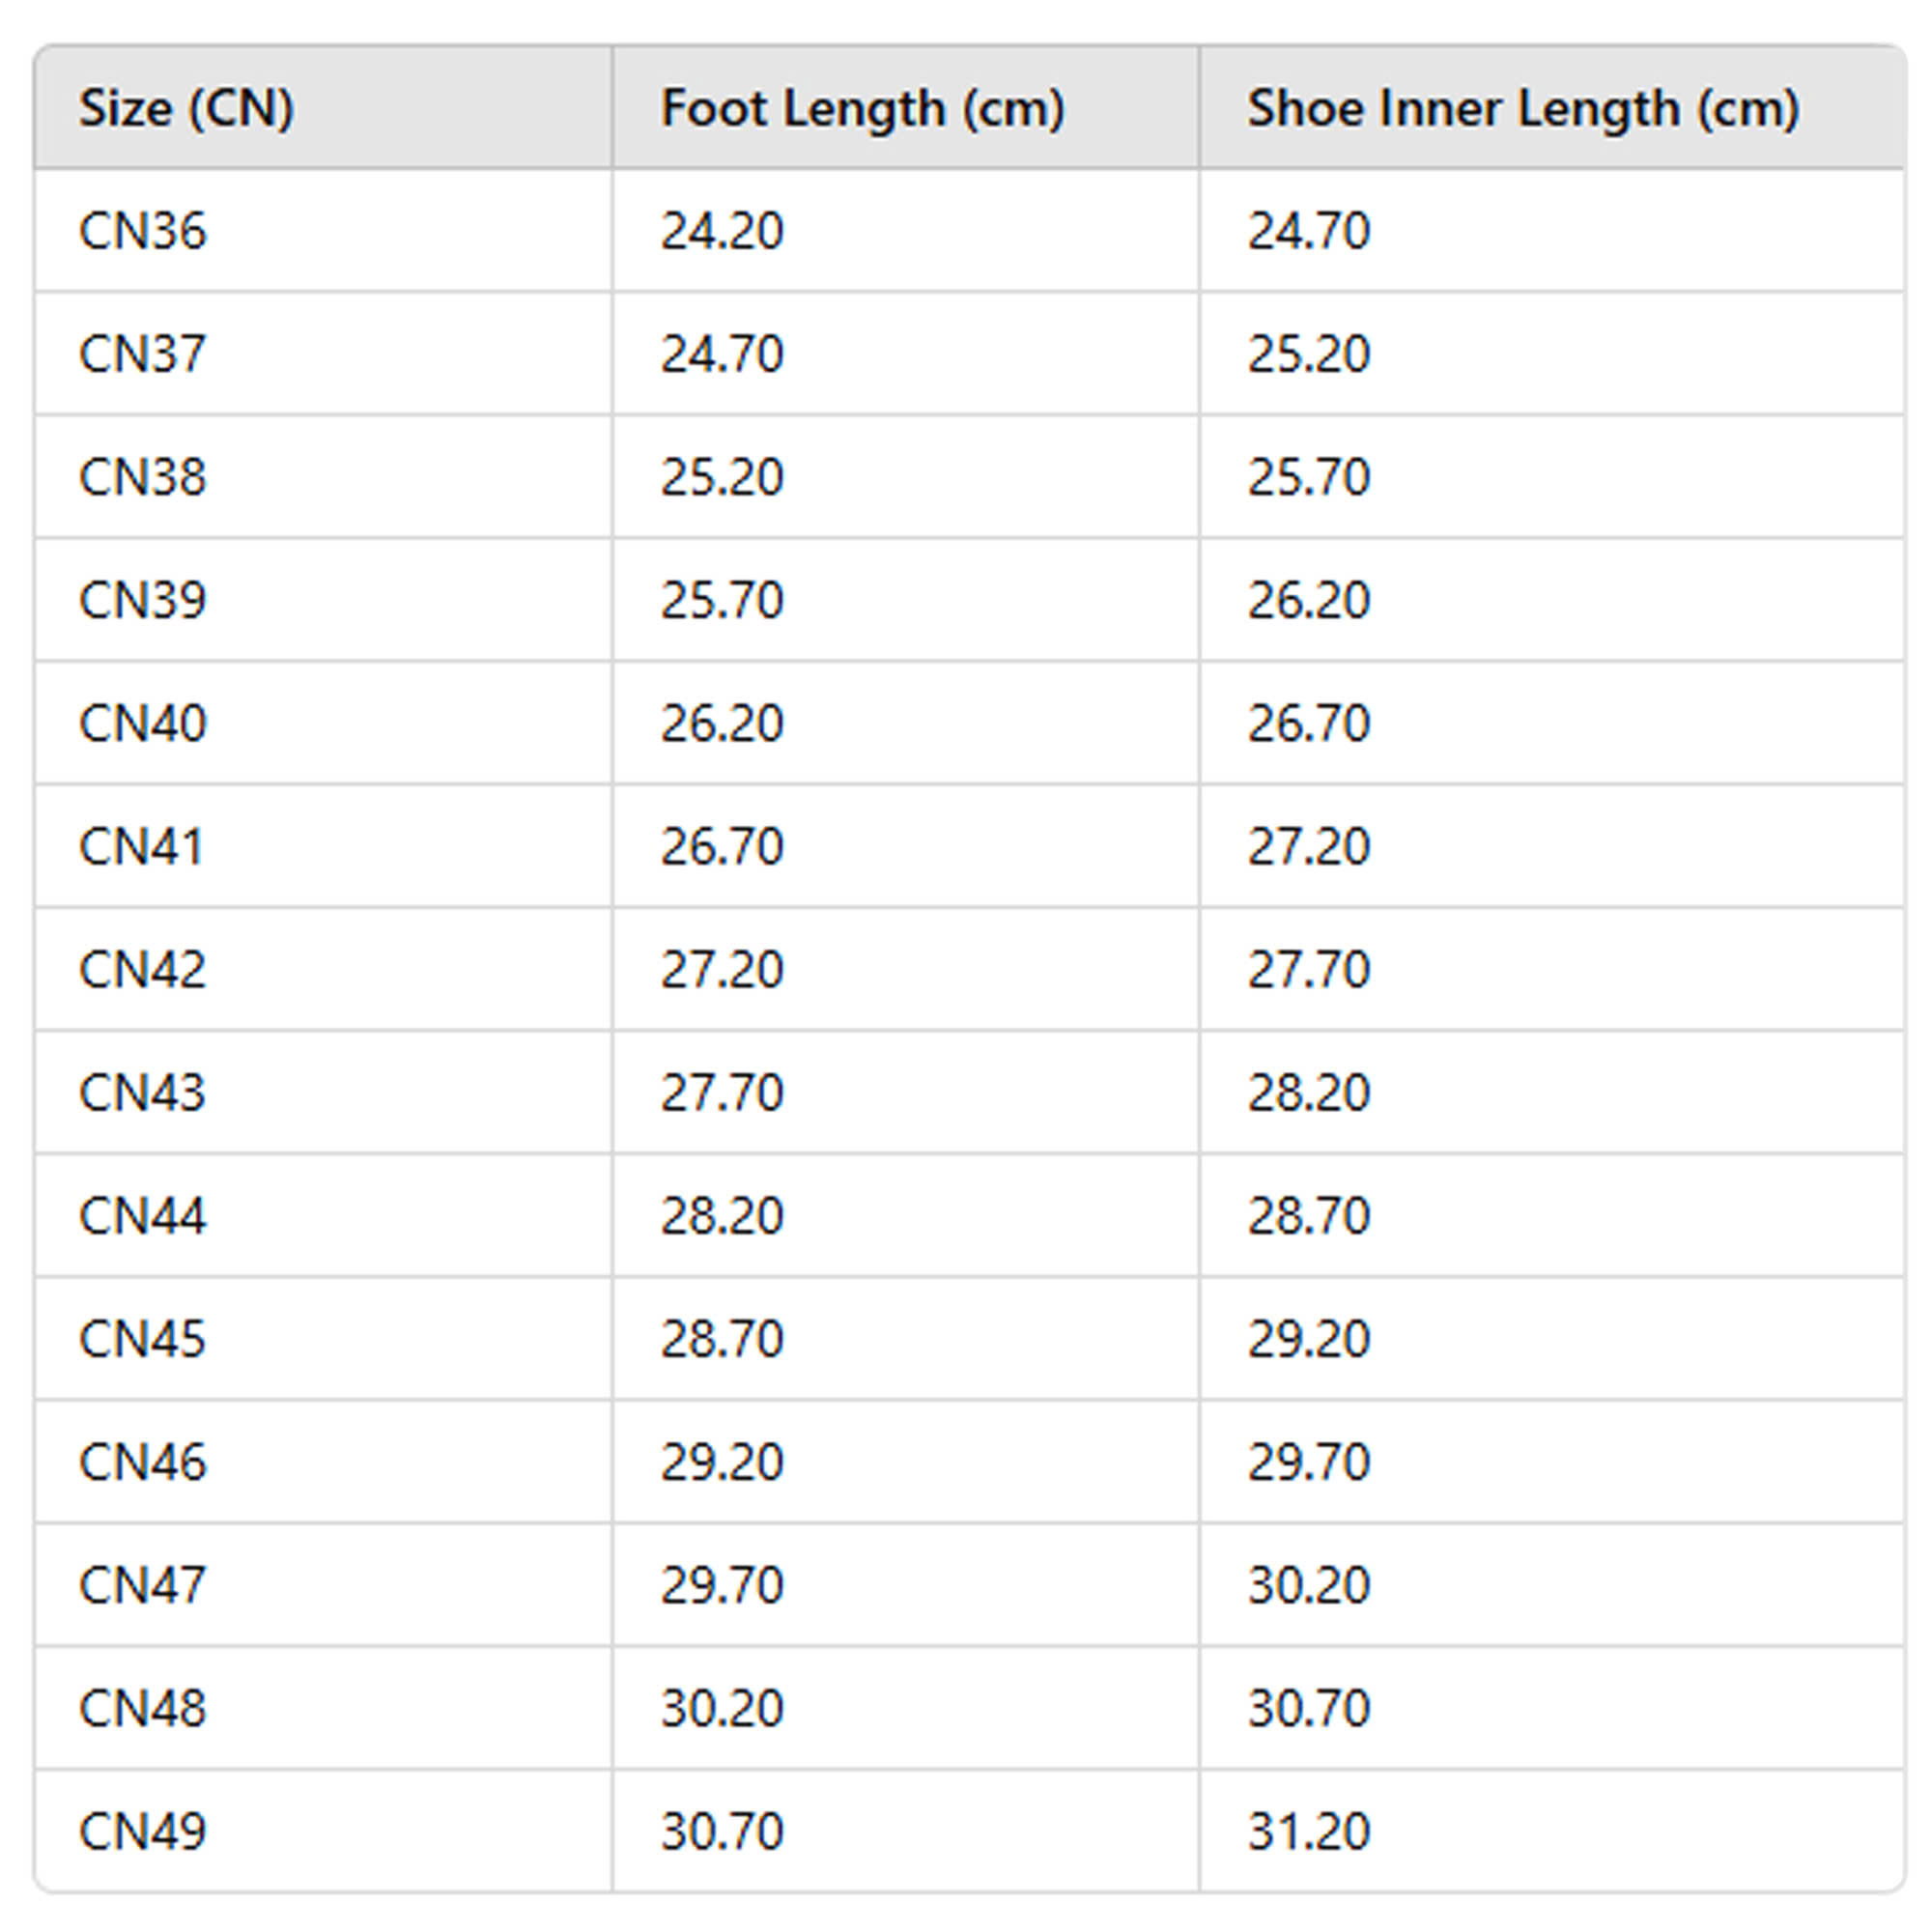 Size (CN) Foot Length (cm) Shoe Inner Length (cm)
CN36 24.20 24.70
CN37 24.70 25.20
CN38 25.20 25.70
CN39 25.70 26.20
CN40 26.20 26.70
CN41 26.70 27.20
CN42 27.20 27.70
CN43 27.70 28.20
CN44 28.20 28.70
CN45 28.70 29.20
CN46 29.20 29.70
CN47 29.70 30.20
CN48 30.20 30.70
CN49 30.70 31.20